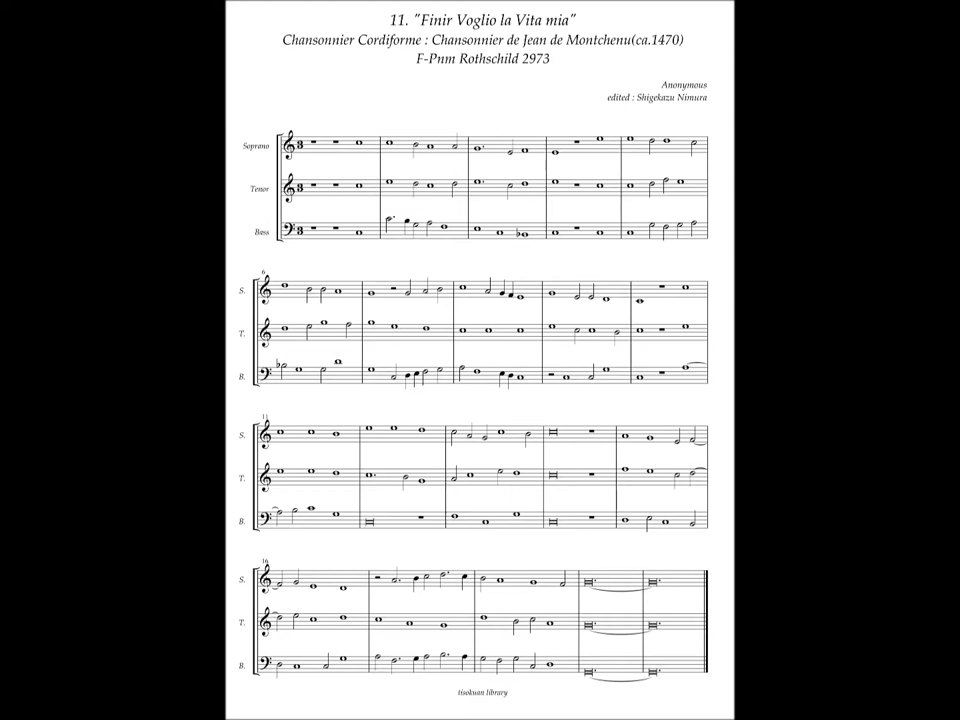 11. "Finir Voglio la Vita mia"
Chansonnier Cordiforme : Chansonnier de Jean de Montchenu(ca.1470)
F-Pnm Rothschild 2973
Anonymous
edited : Shigekazu Nimura
Soprano
Tenor
Bass
6
S.
T.
B.
11
S.
T.
B.
16
S.
T.
B.
tisokuan library